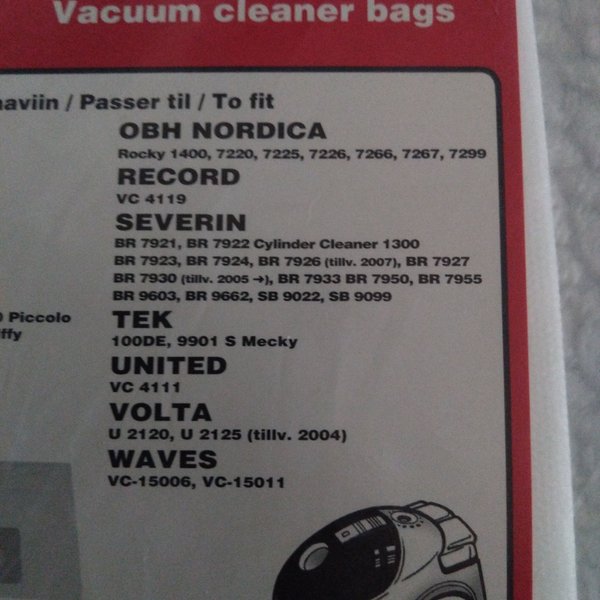 Vacuum cleaner bags
aaviin / Passer til / To fit
OBH NORDICA
Rocky 1400, 7220, 7225, 7226, 7266, 7267, 7299
RECORD
VC 4119
SEVERIN
BR 7921, BR 7922 Cylinder Cleaner 1300
BR 7923, BR 7924, BR 7926 (tillv. 2007), BR 7927
BR 7930 (tillv. 2005 →), BR 7933 BR 7950, BR 7955
BR 9603, BR 9662, SB 9022, SB 9099
Piccolo
ffy
TEK
100DE, 9901 S Mecky
UNITED
VC 4111
VOLTA
U 2120, U 2125 (tillv. 2004)
WAVES
VC-15006, VC-15011